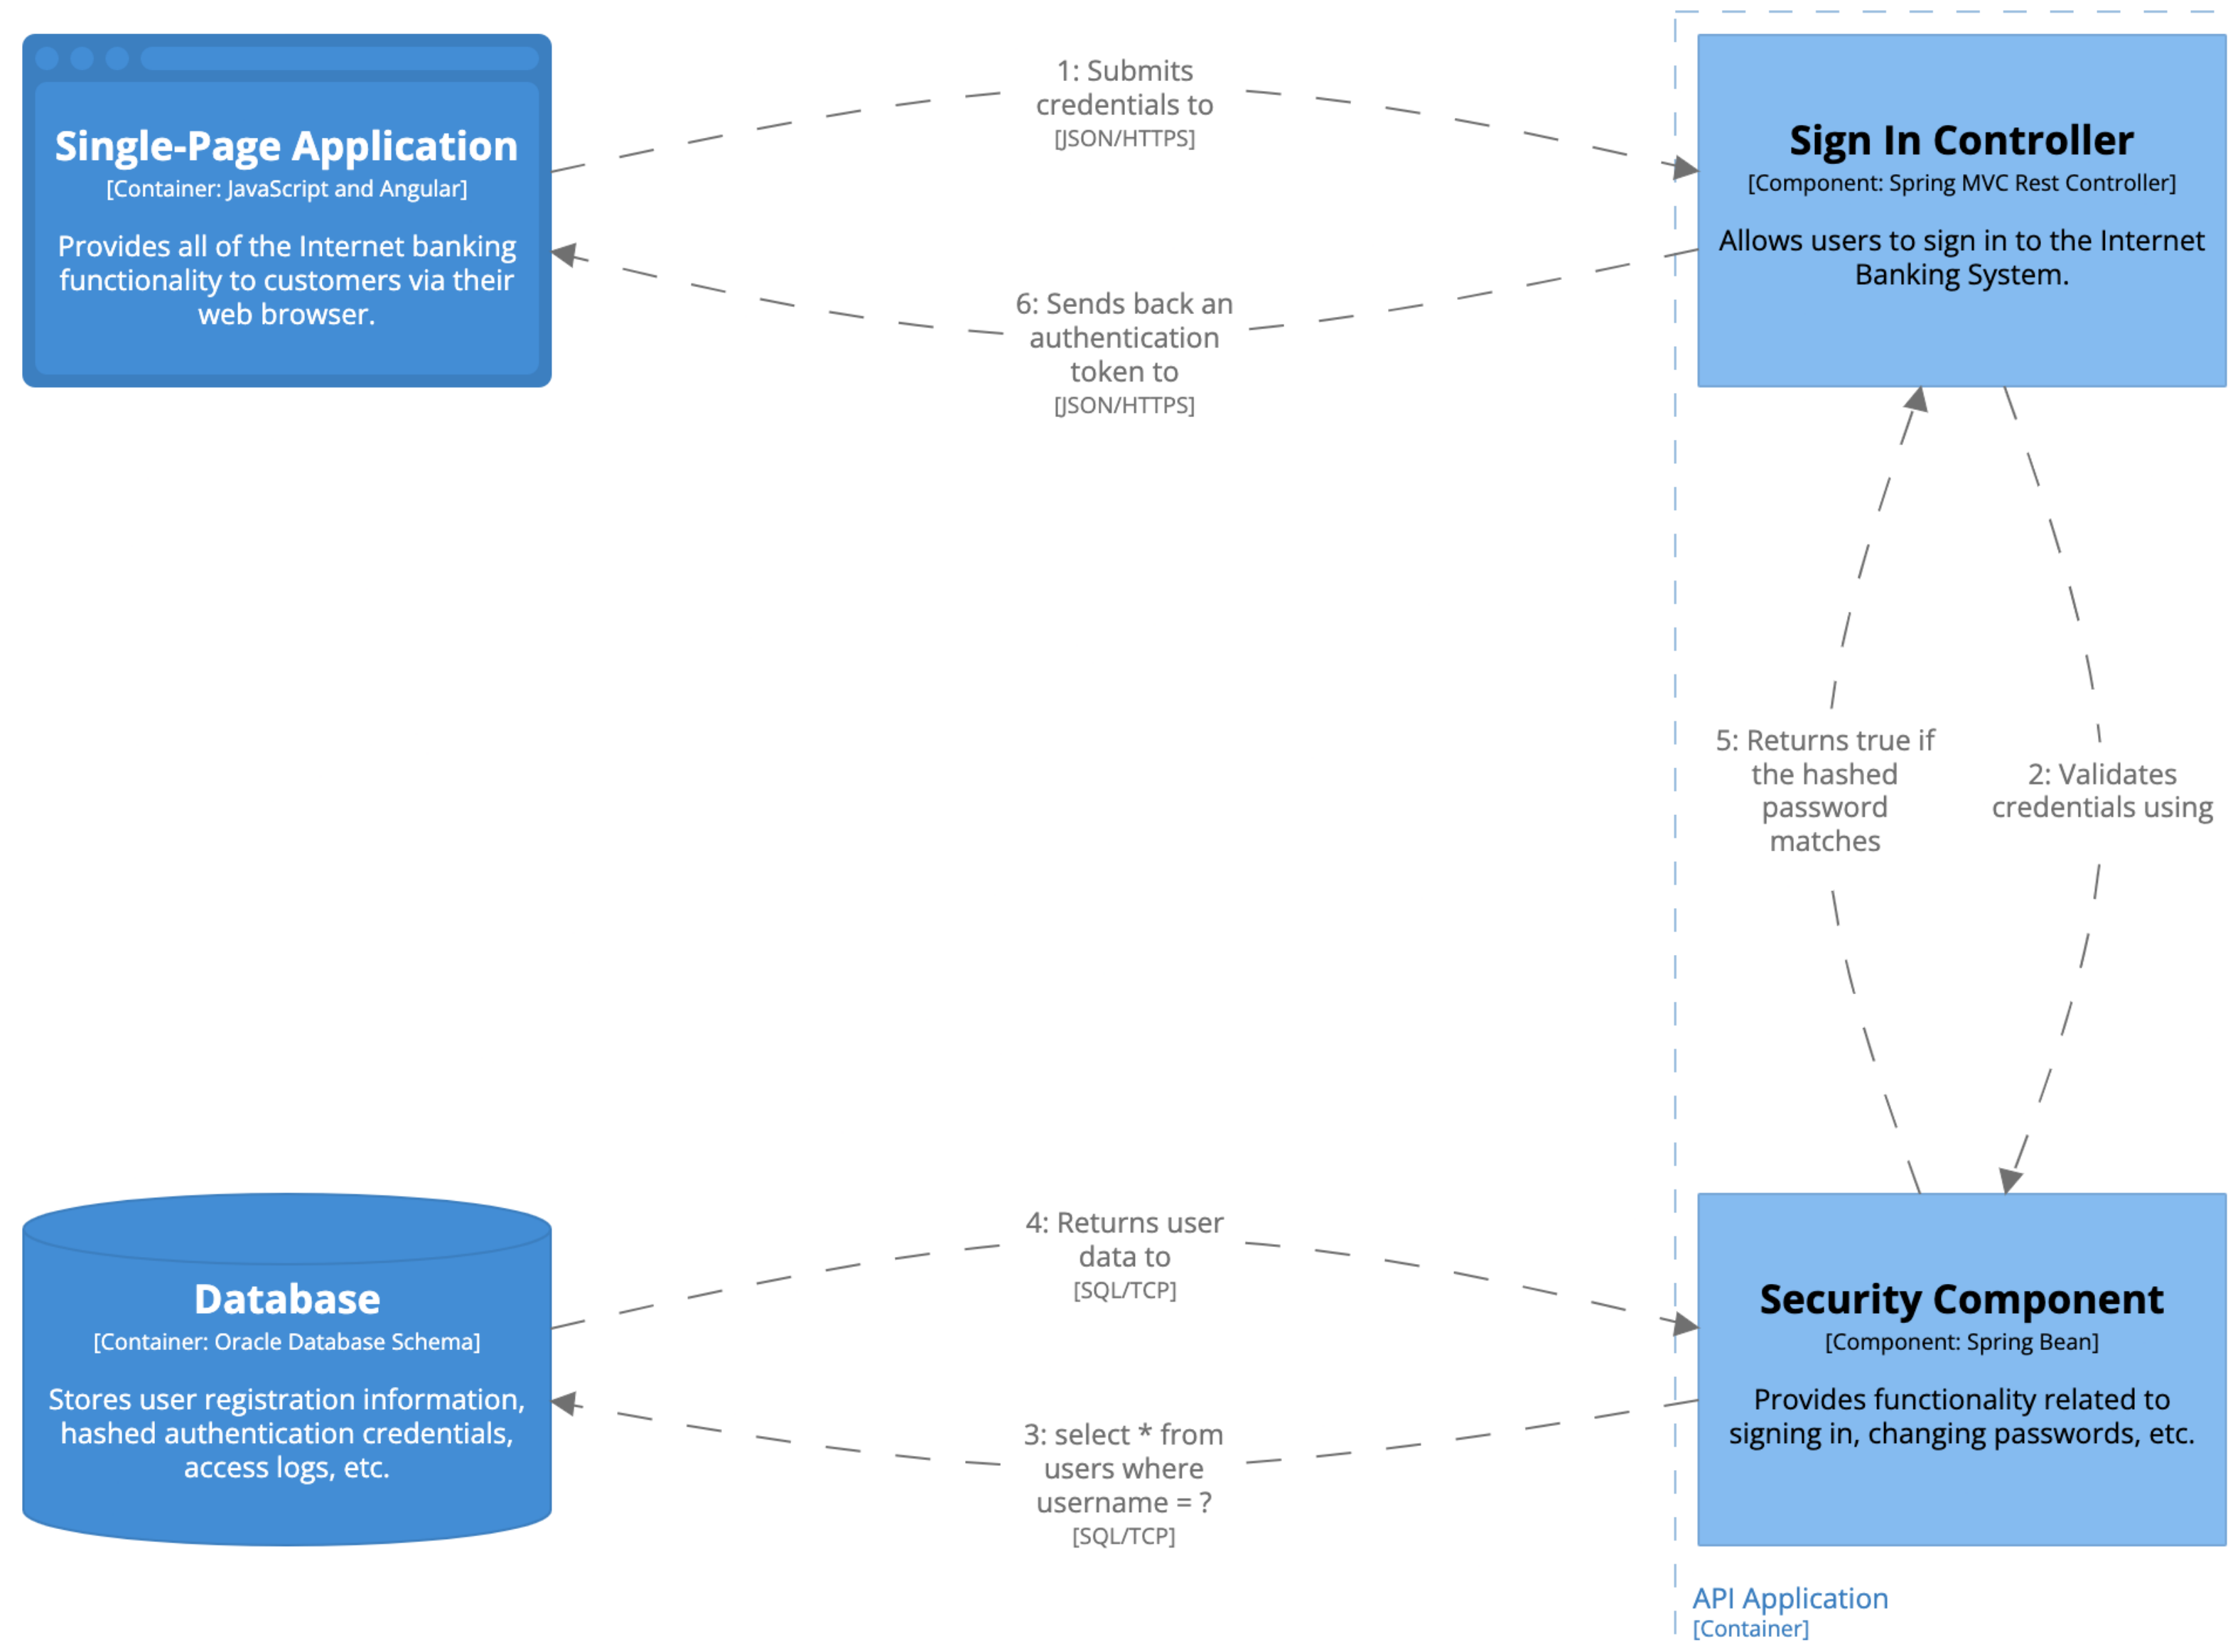 Single-Page Application
[Container: JavaScript and Angular]
Provides all of the Internet banking
functionality to customers via their
web browser.
1: Submits
credentials to
[JSON/HTTPS]
6: Sends back an
authentication
token to
[JSON/HTTPS]
Sign In Controller
[Component: Spring MVC Rest Controller]
Allows users to sign in to the Internet
Banking System.
5: Returns true if
the hashed
password
matches
2: Validates
credentials using
Database
[Container: Oracle Database Schema]
Stores user registration information,
hashed authentication credentials,
access logs, etc.
4: Returns user
data to
[SQL/TCP]
3: select * from
users where
username = ?
[SQL/TCP]
Security Component
[Component: Spring Bean]
Provides functionality related to
signing in, changing passwords, etc.
API Application
[Container]